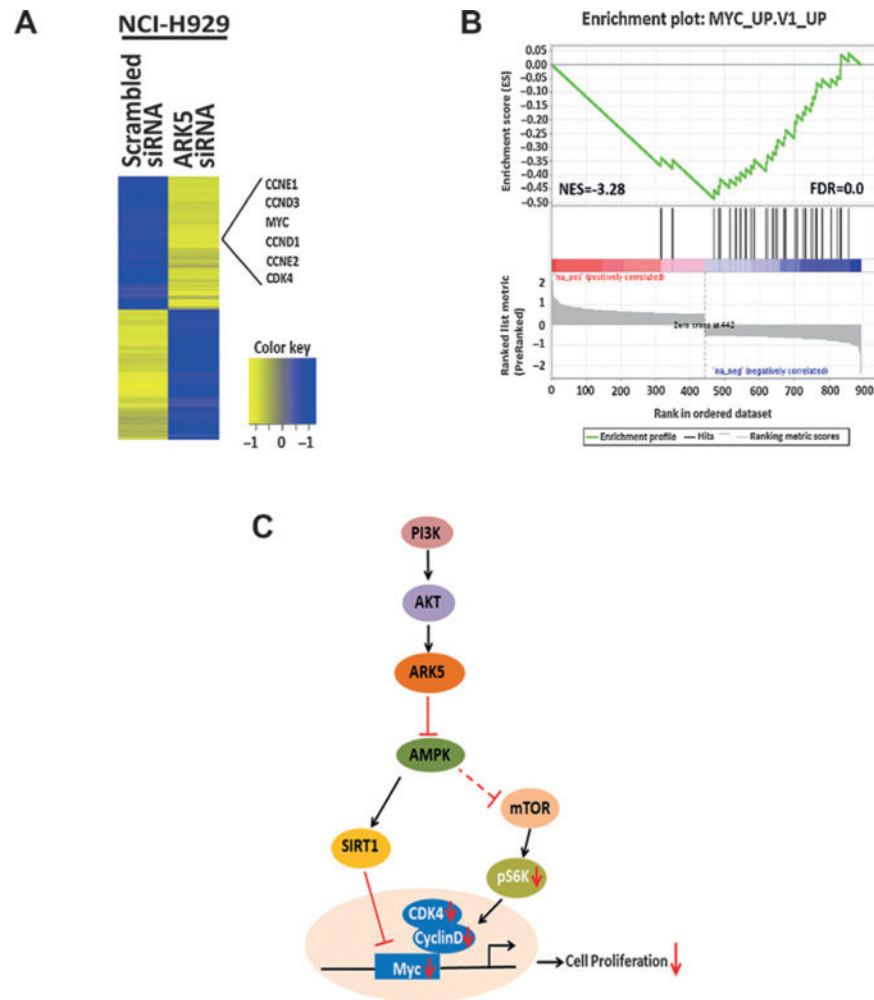 A
NCI-H929
Scrambled
siRNA
ARK5
siRNA
CCNE1
CCND3
MYC
CCND1
CCNE2
CDK4
Color key
−1 0 −1
B
Enrichment plot: MYC_UP.V1_UP
Enrichment score (ES)
0.05
0.00
−0.05
−0.10
−0.15
−0.20
−0.25
−0.30
−0.35
−0.40
−0.45
−0.50
NES=-3.28
FDR=0.0
'na_pos' (positively correlated)
Ranked list metric
(PreRanked)
2
1
0
−1
−2
Zero cross at 442
'na_neg' (negatively correlated)
0 100 200 300 400 500 600 700 800 900
Rank in ordered dataset
Enrichment profile Hits Ranking metric scores
C
PI3K
AKT
ARK5
AMPK
mTOR
SIRT1
pS6K
CDK4
CyclinD
Myc
Cell Proliferation